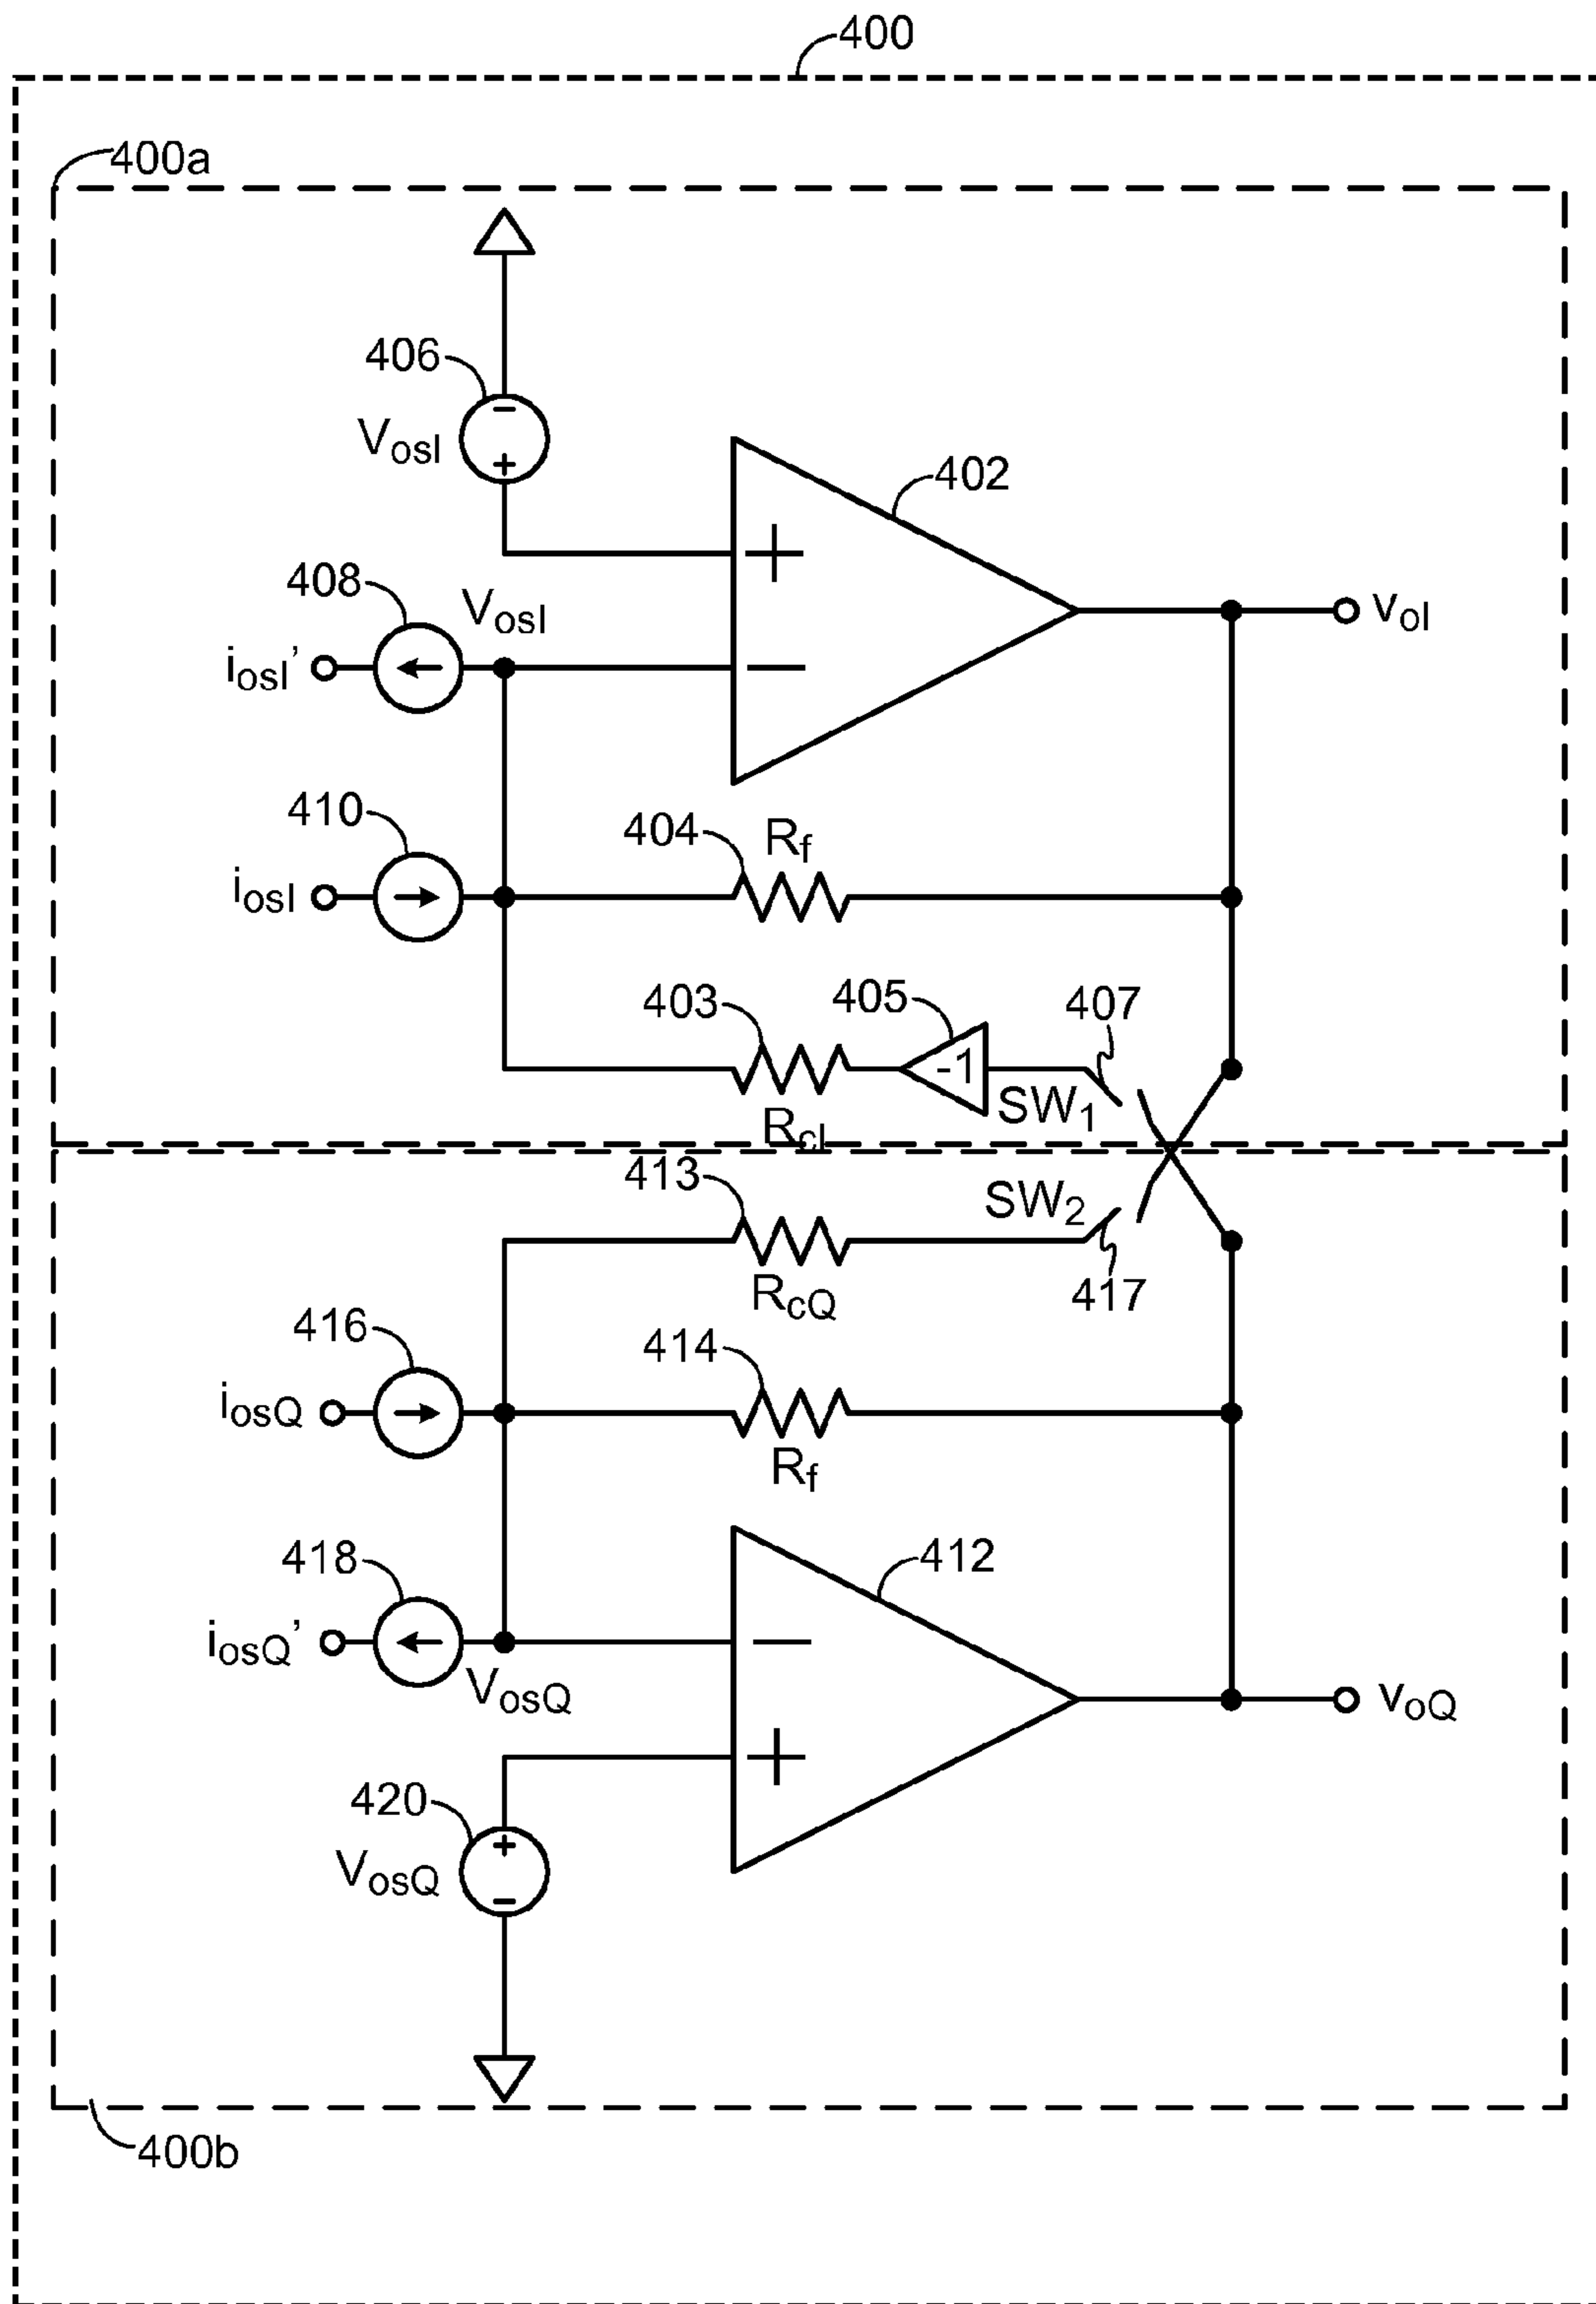 400
400a
406
VosI
+
402
408
VosI
iosI’
voI
410
404
Rf
iosI
403
405
407
-1
SW1
RcI
413
SW2
RcQ
417
416
414
iosQ
Rf
418
412
iosQ’
VosQ
voQ
420
VosQ
400b